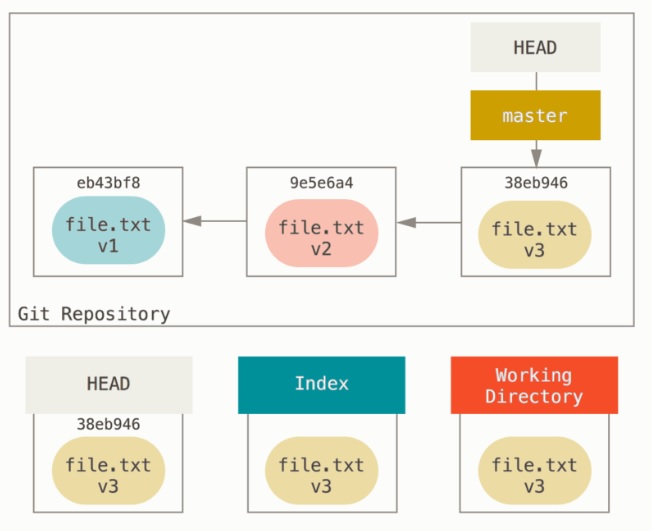 HEAD
master
eb43bf8
9e5e6a4
38eb946
file.txt
v1
file.txt
v2
file.txt
v3
Git Repository
HEAD
Index
Working
Directory
38eb946
file.txt
v3
file.txt
v3
file.txt
v3